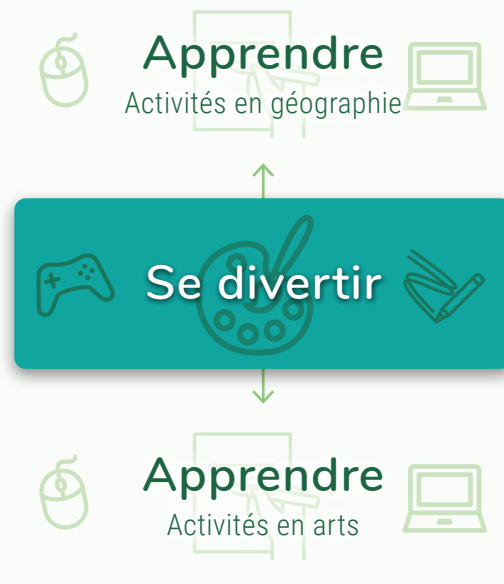 Apprendre
Activités en géographie
Se divertir
Apprendre
Activités en arts